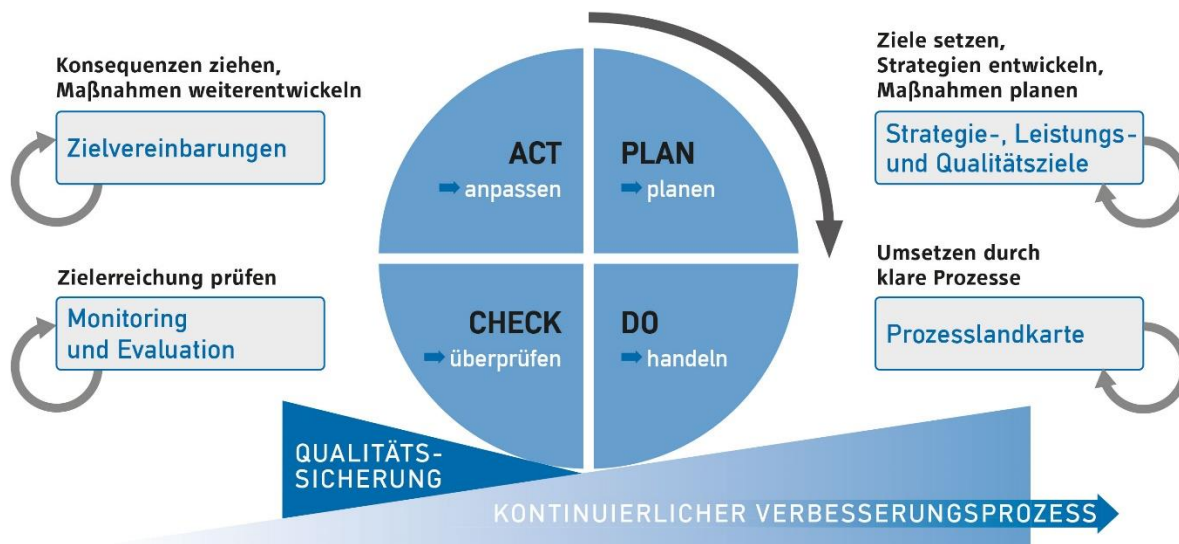 Konsequenzen ziehen,
Maßnahmen weiterentwickeln
Zielvereinbarungen
Zielerreichung prüfen
Monitoring
und Evaluation
ACT
anpassen
PLAN
planen
CHECK
überprüfen
DO
handeln
Ziele setzen,
Strategien entwickeln,
Maßnahmen planen
Strategie-, Leistungs-
und Qualitätsziele
Umsetzen durch
klare Prozesse
Prozesslandkarte
QUALITÄTS-
SICHERUNG
KONTINUIERLICHER VERBESSERUNGSPROZESS